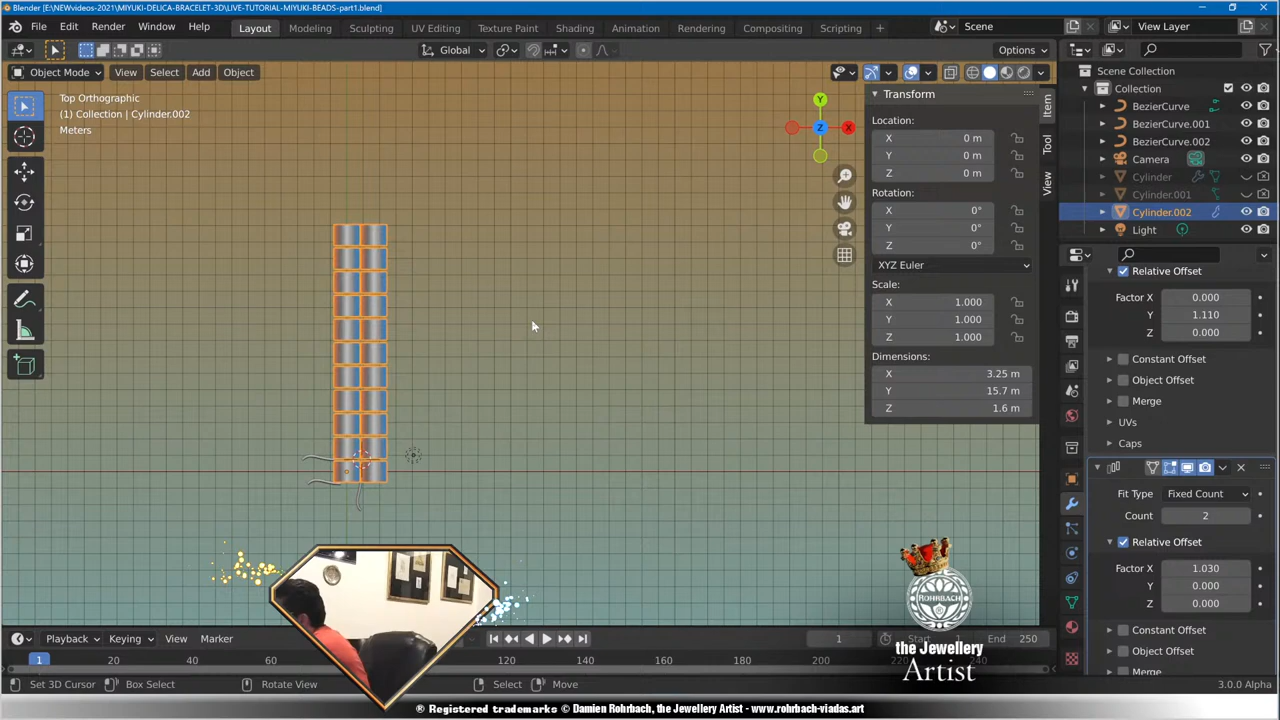 Blender [E:\NEWvideos-2021\MIYUKI-DELICA-BRACELET-3D\LIVE-TUTORIAL-MIYUKI-BEADS-part1.blend]
File Edit Render Window Help Layout Modeling Sculpting UV Editing Texture Paint Shading Animation Rendering Compositing Scripting + Scene View Layer
Global Options
Object Mode View Select Add Object
Top Orthographic
(1) Collection | Cylinder.002
Meters
Y
Z
X
Transform
Location:
X 0 m
Y 0 m
Z 0 m
Rotation:
X 0°
Y 0°
Z 0°
XYZ Euler
Scale:
X 1.000
Y 1.000
Z 1.000
Dimensions:
X 3.25 m
Y 15.7 m
Z 1.6 m
Item
Tool
View
Scene Collection
Collection
BezierCurve
BezierCurve.001
BezierCurve.002
Camera
Cylinder
Cylinder.001
Cylinder.002
Light
Relative Offset
Factor X 0.000
Y 1.110
Z 0.000
Constant Offset
Object Offset
Merge
UVs
Caps
Fit Type Fixed Count
Count 2
Relative Offset
Factor X 1.030
Y 0.000
Z 0.000
Constant Offset
Object Offset
Merge
ROHRBACH
the Jewellery
Artist
Playback Keying View Marker 1 Start 1 End 250
1 20 40 60 120 140 160 180 200 220 240
Set 3D Cursor Box Select Rotate View Select Move 3.0.0 Alpha
® Registered trademarks © Damien Rohrbach, the Jewellery Artist - www.rohrbach-viadas.art